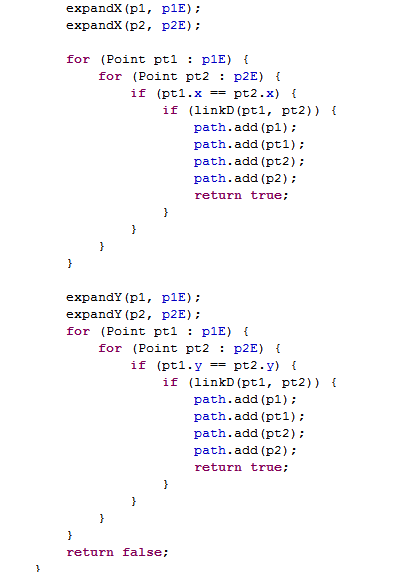 expandX(p1, p1E);
expandX(p2, p2E);
for (Point pt1 : p1E) {
for (Point pt2 : p2E) {
if (pt1.x == pt2.x) {
if (linkD(pt1, pt2)) {
path.add(p1);
path.add(pt1);
path.add(pt2);
path.add(p2);
return true;
}
}
}
}
expandY(p1, p1E);
expandY(p2, p2E);
for (Point pt1 : p1E) {
for (Point pt2 : p2E) {
if (pt1.y == pt2.y) {
if (linkD(pt1, pt2)) {
path.add(p1);
path.add(pt1);
path.add(pt2);
path.add(p2);
return true;
}
}
}
}
return false;
}